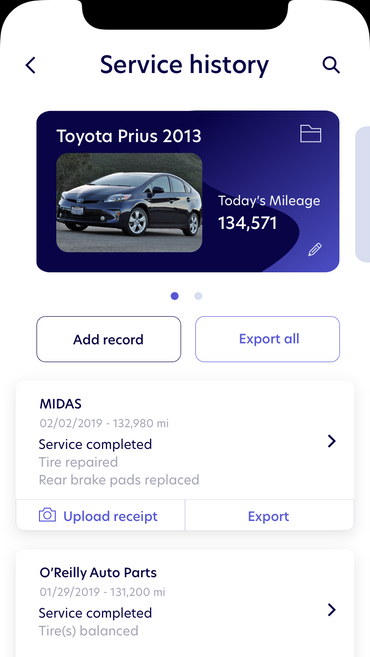 Service history
Toyota Prius 2013
Today's Mileage
134,571
Add record
Export all
MIDAS
02/02/2019 - 132,980 mi
Service completed
Tire repaired
Rear brake pads replaced
Upload receipt
Export
O'Reilly Auto Parts
01/29/2019 - 131,200 mi
Service completed
Tire(s) balanced